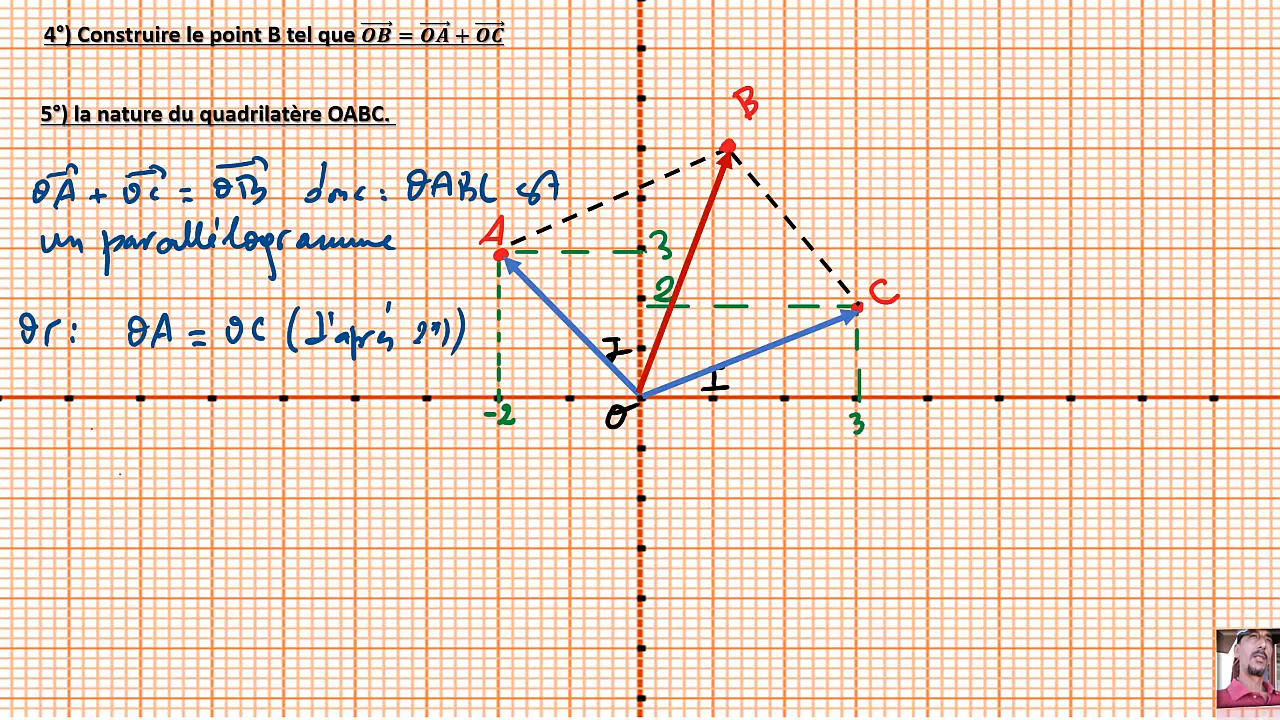 4°) Construire le point B tel que $\overrightarrow{OB} = \overrightarrow{OA} + \overrightarrow{OC}$
5°) la nature du quadrilatère OABC.
$\overrightarrow{OA} + \overrightarrow{OC} = \overrightarrow{OB}$ donc : OABC est
un parallélogramme
Or : OA = OC (d'après 2°))
B
A
3
2
C
J
I
-2
O
3